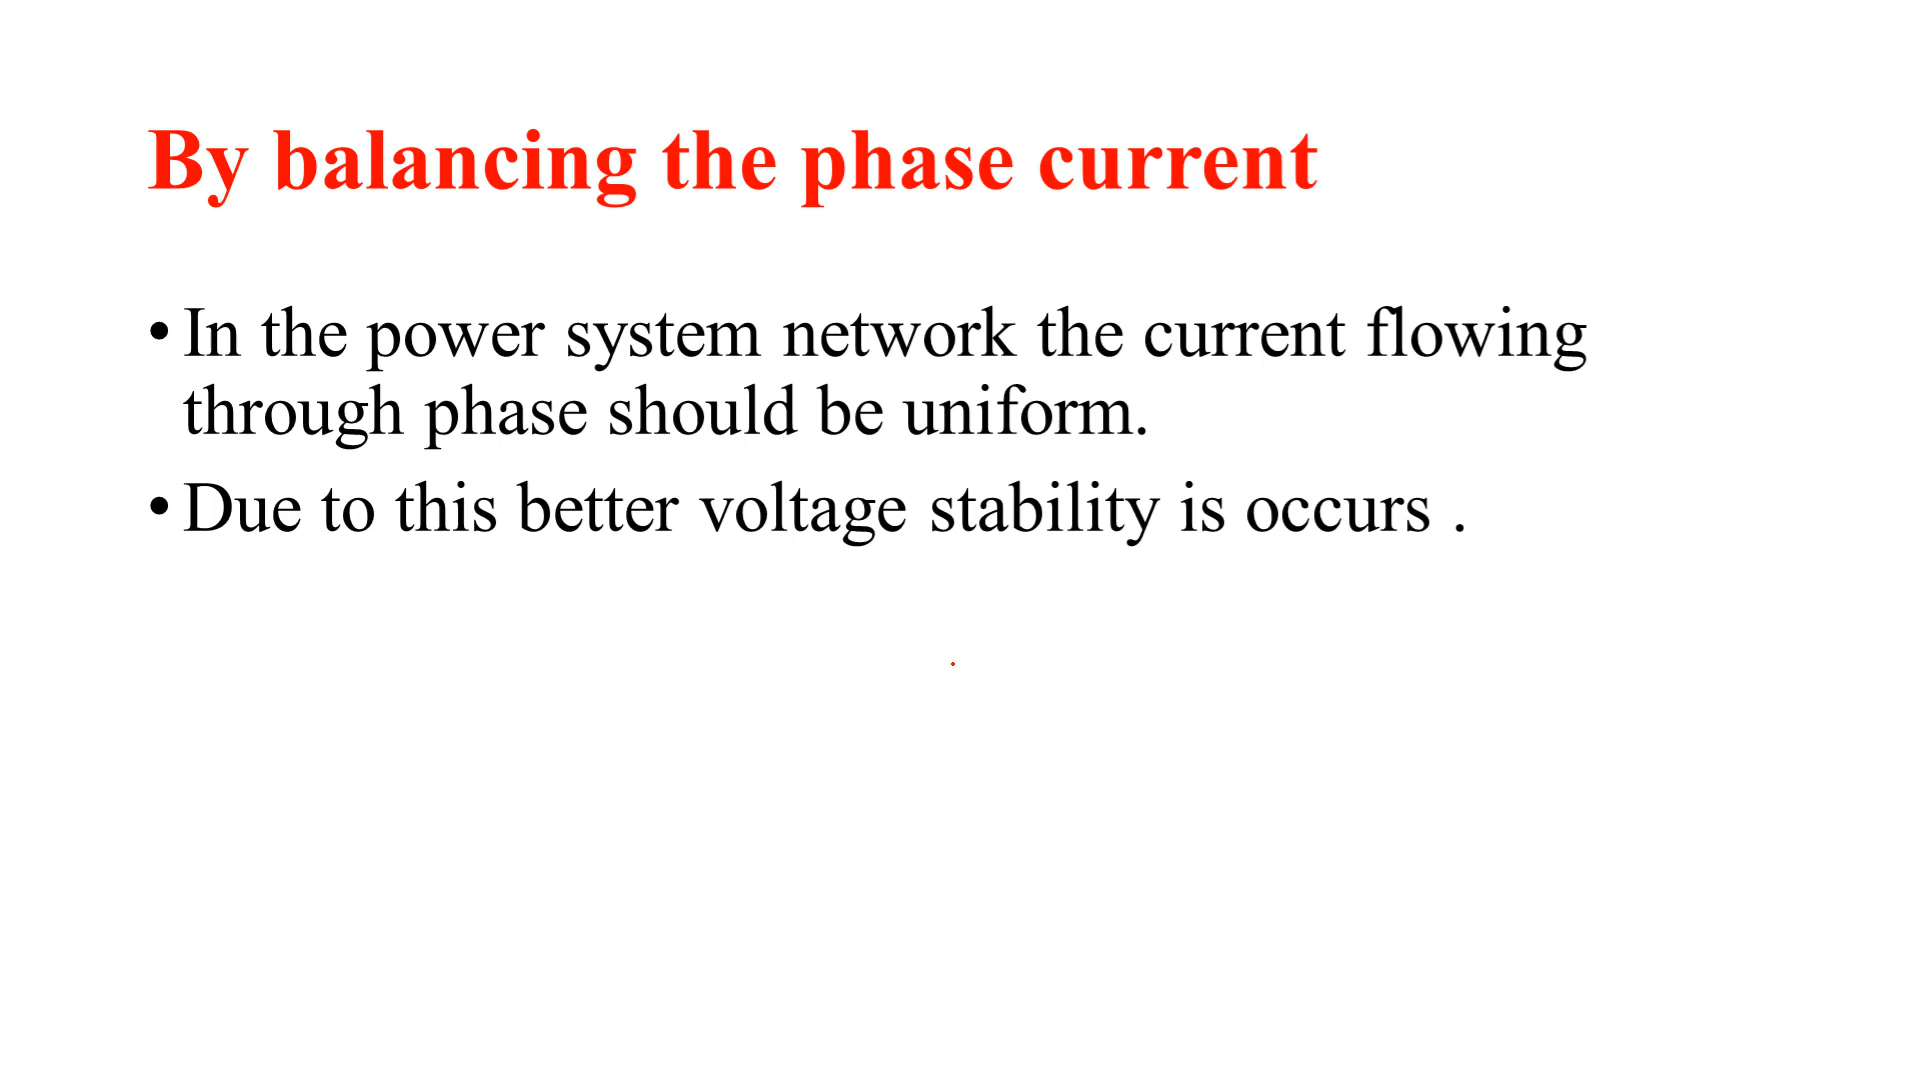 By balancing the phase current
• In the power system network the current flowing
through phase should be uniform.
• Due to this better voltage stability is occurs .